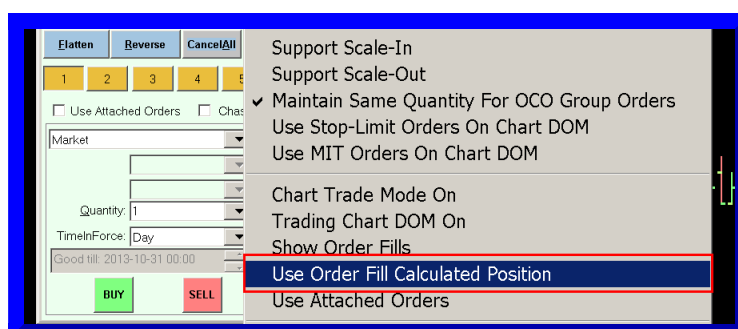 Flatten Reverse CancelAll
1 2 3 4
Use Attached Orders
Market
Quantity: 1
TimeInForce: Day
Good till: 2013-10-31 00:00
BUY SELL
Support Scale-In
Support Scale-Out
Maintain Same Quantity For OCO Group Orders
Use Stop-Limit Orders On Chart DOM
Use MIT Orders On Chart DOM
Chart Trade Mode On
Trading Chart DOM On
Show Order Fills
Use Order Fill Calculated Position
Use Attached Orders